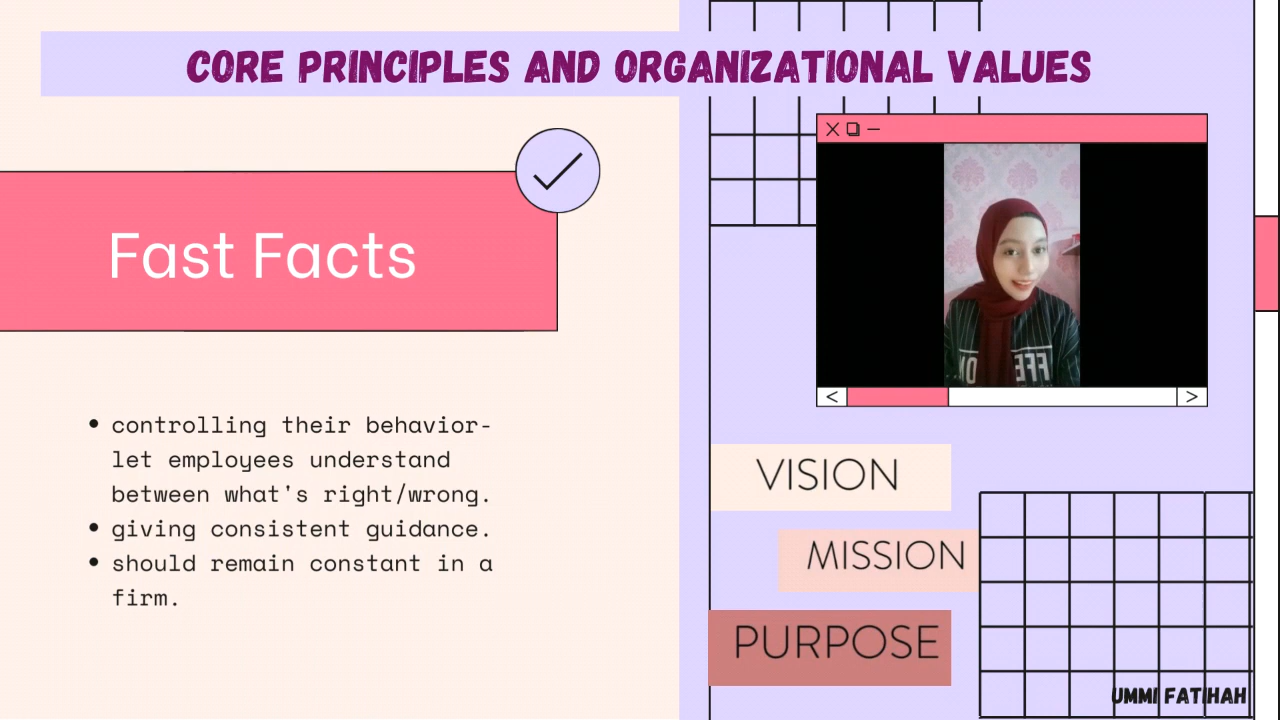 CORE PRINCIPLES AND ORGANIZATIONAL VALUES
Fast Facts
controlling their behavior-
let employees understand
between what's right/wrong.
giving consistent guidance.
should remain constant in a
firm.
VISION
MISSION
PURPOSE
UMMI FATIHAH